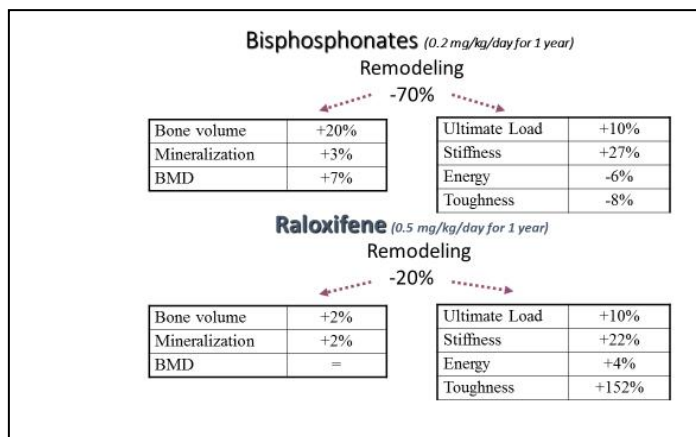 Bisphosphonates (0.2 mg/kg/day for 1 year)
Remodeling
-70%
Bone volume +20%
Mineralization +3%
BMD +7%
Ultimate Load +10%
Stiffness +27%
Energy -6%
Toughness -8%
Raloxifene (0.5 mg/kg/day for 1 year)
Remodeling
-20%
Bone volume +2%
Mineralization +2%
BMD =
Ultimate Load +10%
Stiffness +22%
Energy +4%
Toughness +152%